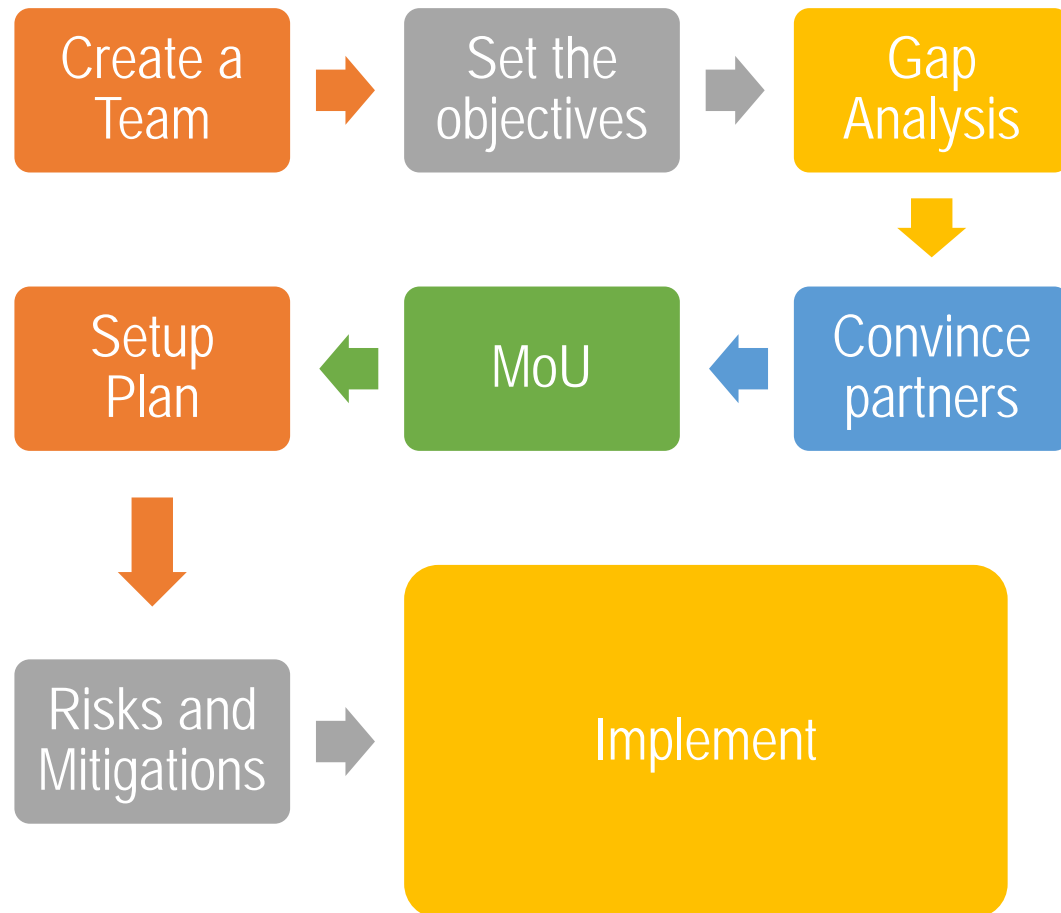 Create a
Team
Set the
objectives
Gap
Analysis
Convince
partners
MoU
Setup
Plan
Risks and
Mitigations
Implement